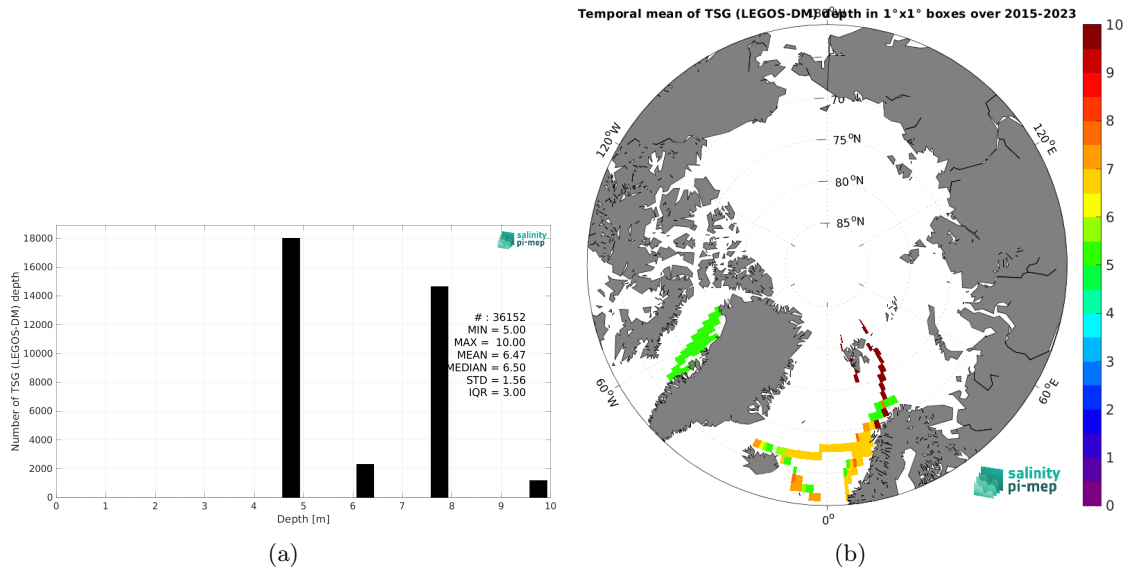 18000
16000
14000
12000
10000
8000
6000
4000
2000
0
Number of TSG (LEGOS-DM) depth
salinity
pi-mep
# : 36152
MIN = 5.00
MAX = 10.00
MEAN = 6.47
MEDIAN = 6.50
STD = 1.56
IQR = 3.00
0 1 2 3 4 5 6 7 8 9 10
Depth [m]
(a)
Temporal mean of TSG (LEGOS-DM) depth in 1°x1° boxes over 2015-2023
180°W
120°W
120°E
70
75°N
80°N
85°N
60°W
60°E
0°
salinity
pi-mep
10
9
8
7
6
5
4
3
2
1
0
(b)